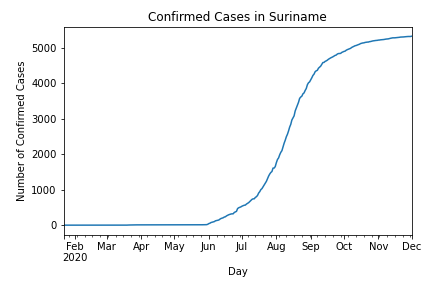 Confirmed Cases in Suriname
Number of Confirmed Cases
5000
4000
3000
2000
1000
0
Feb Mar Apr May Jun Jul Aug Sep Oct Nov Dec
2020
Day